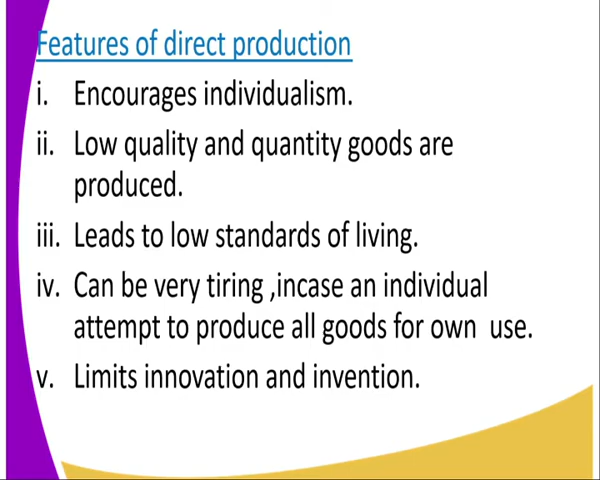 Features of direct production
i. Encourages individualism.
ii. Low quality and quantity goods are
produced.
iii. Leads to low standards of living.
iv. Can be very tiring ,incase an individual
attempt to produce all goods for own use.
v. Limits innovation and invention.